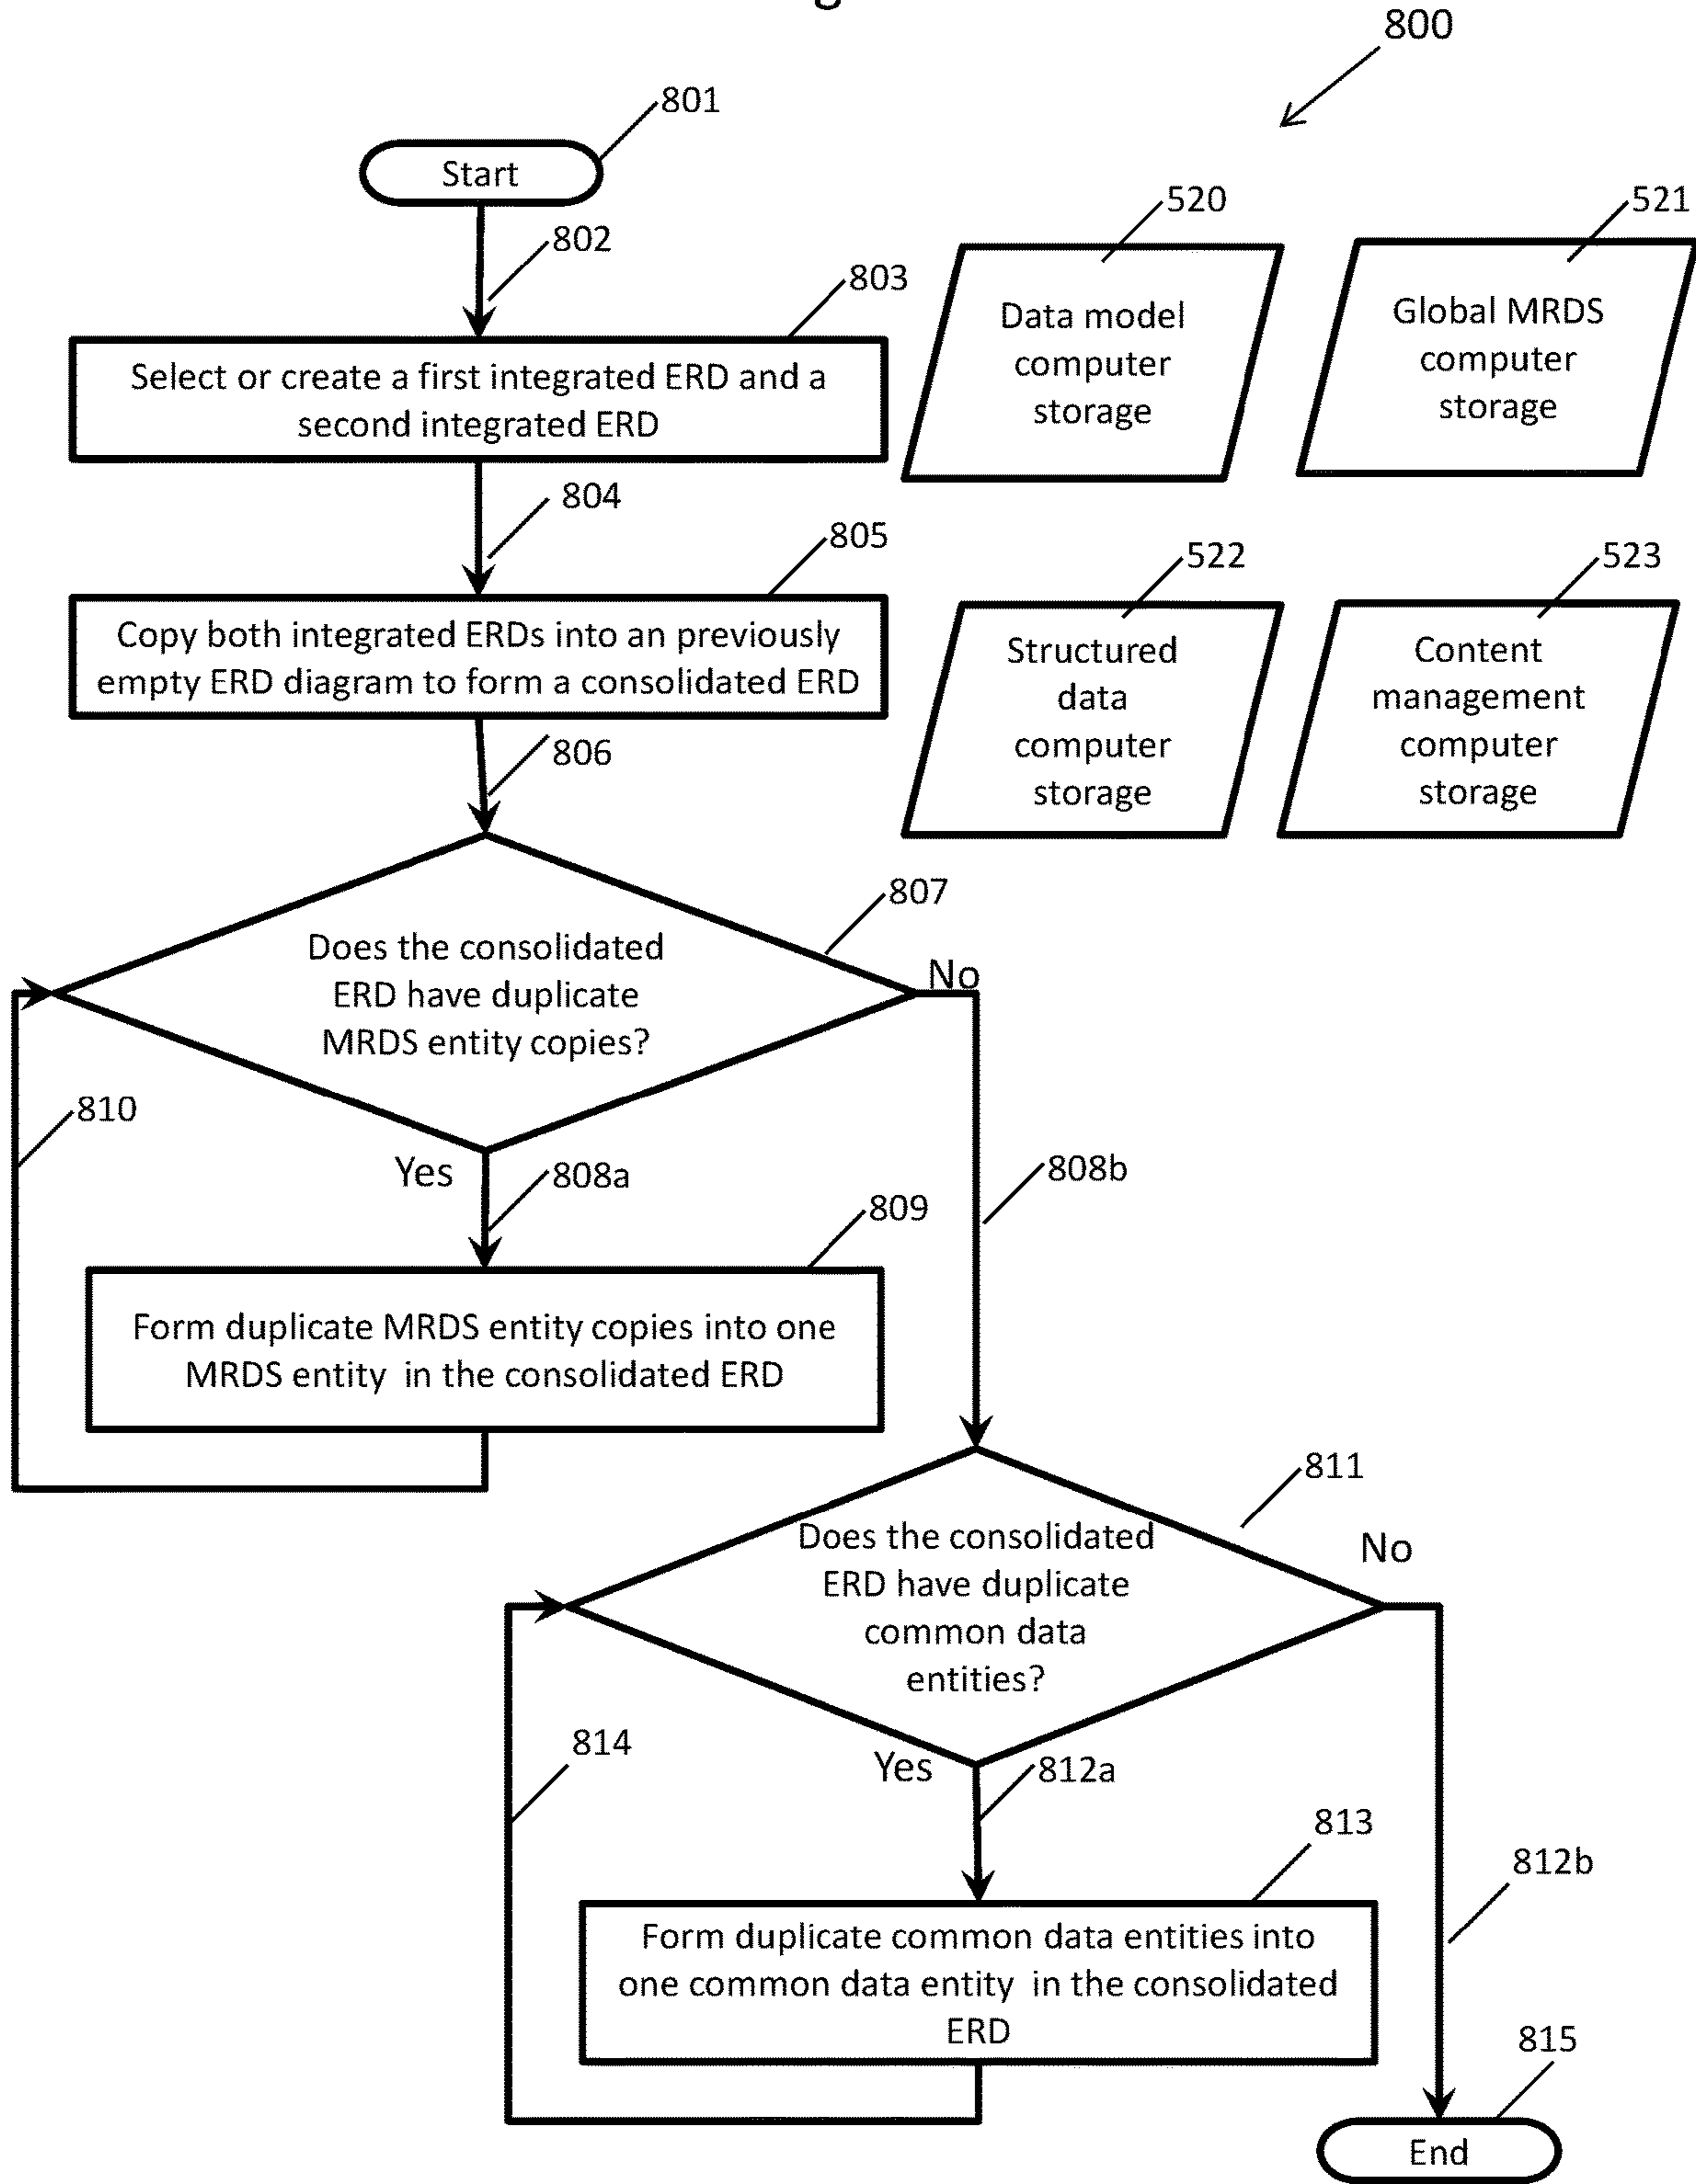 800
801
Start
802
803
Select or create a first integrated ERD and a
second integrated ERD
520
Data model
computer
storage
521
Global MRDS
computer
storage
804
805
Copy both integrated ERDs into an previously
empty ERD diagram to form a consolidated ERD
522
Structured
data
computer
storage
523
Content
management
computer
storage
806
807
Does the consolidated
ERD have duplicate
MRDS entity copies?
No
810
Yes
808a
808b
809
Form duplicate MRDS entity copies into one
MRDS entity in the consolidated ERD
811
Does the consolidated
ERD have duplicate
common data
entities?
No
814
Yes
812a
813
812b
Form duplicate common data entities into
one common data entity in the consolidated
ERD
815
End